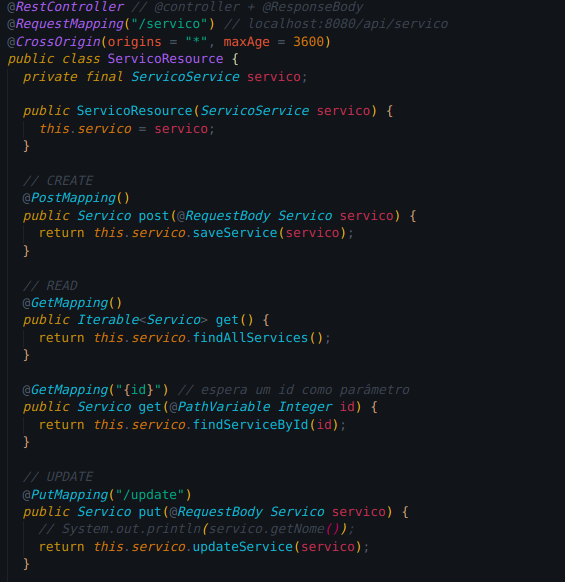 @RestController // @controller + @ResponseBody
@RequestMapping("/servico") // localhost:8080/api/servico
@CrossOrigin(origins = "*", maxAge = 3600)
public class ServicoResource {
  private final ServicoService servico;

  public ServicoResource(ServicoService servico) {
    this.servico = servico;
  }

  // CREATE
  @PostMapping()
  public Servico post(@RequestBody Servico servico) {
    return this.servico.saveService(servico);
  }

  // READ
  @GetMapping()
  public Iterable<Servico> get() {
    return this.servico.findAllServices();
  }

  @GetMapping("{id}") // espera um id como parâmetro
  public Servico get(@PathVariable Integer id) {
    return this.servico.findServiceById(id);
  }

  // UPDATE
  @PutMapping("/update")
  public Servico put(@RequestBody Servico servico) {
    // System.out.println(servico.getNome());
    return this.servico.updateService(servico);
  }